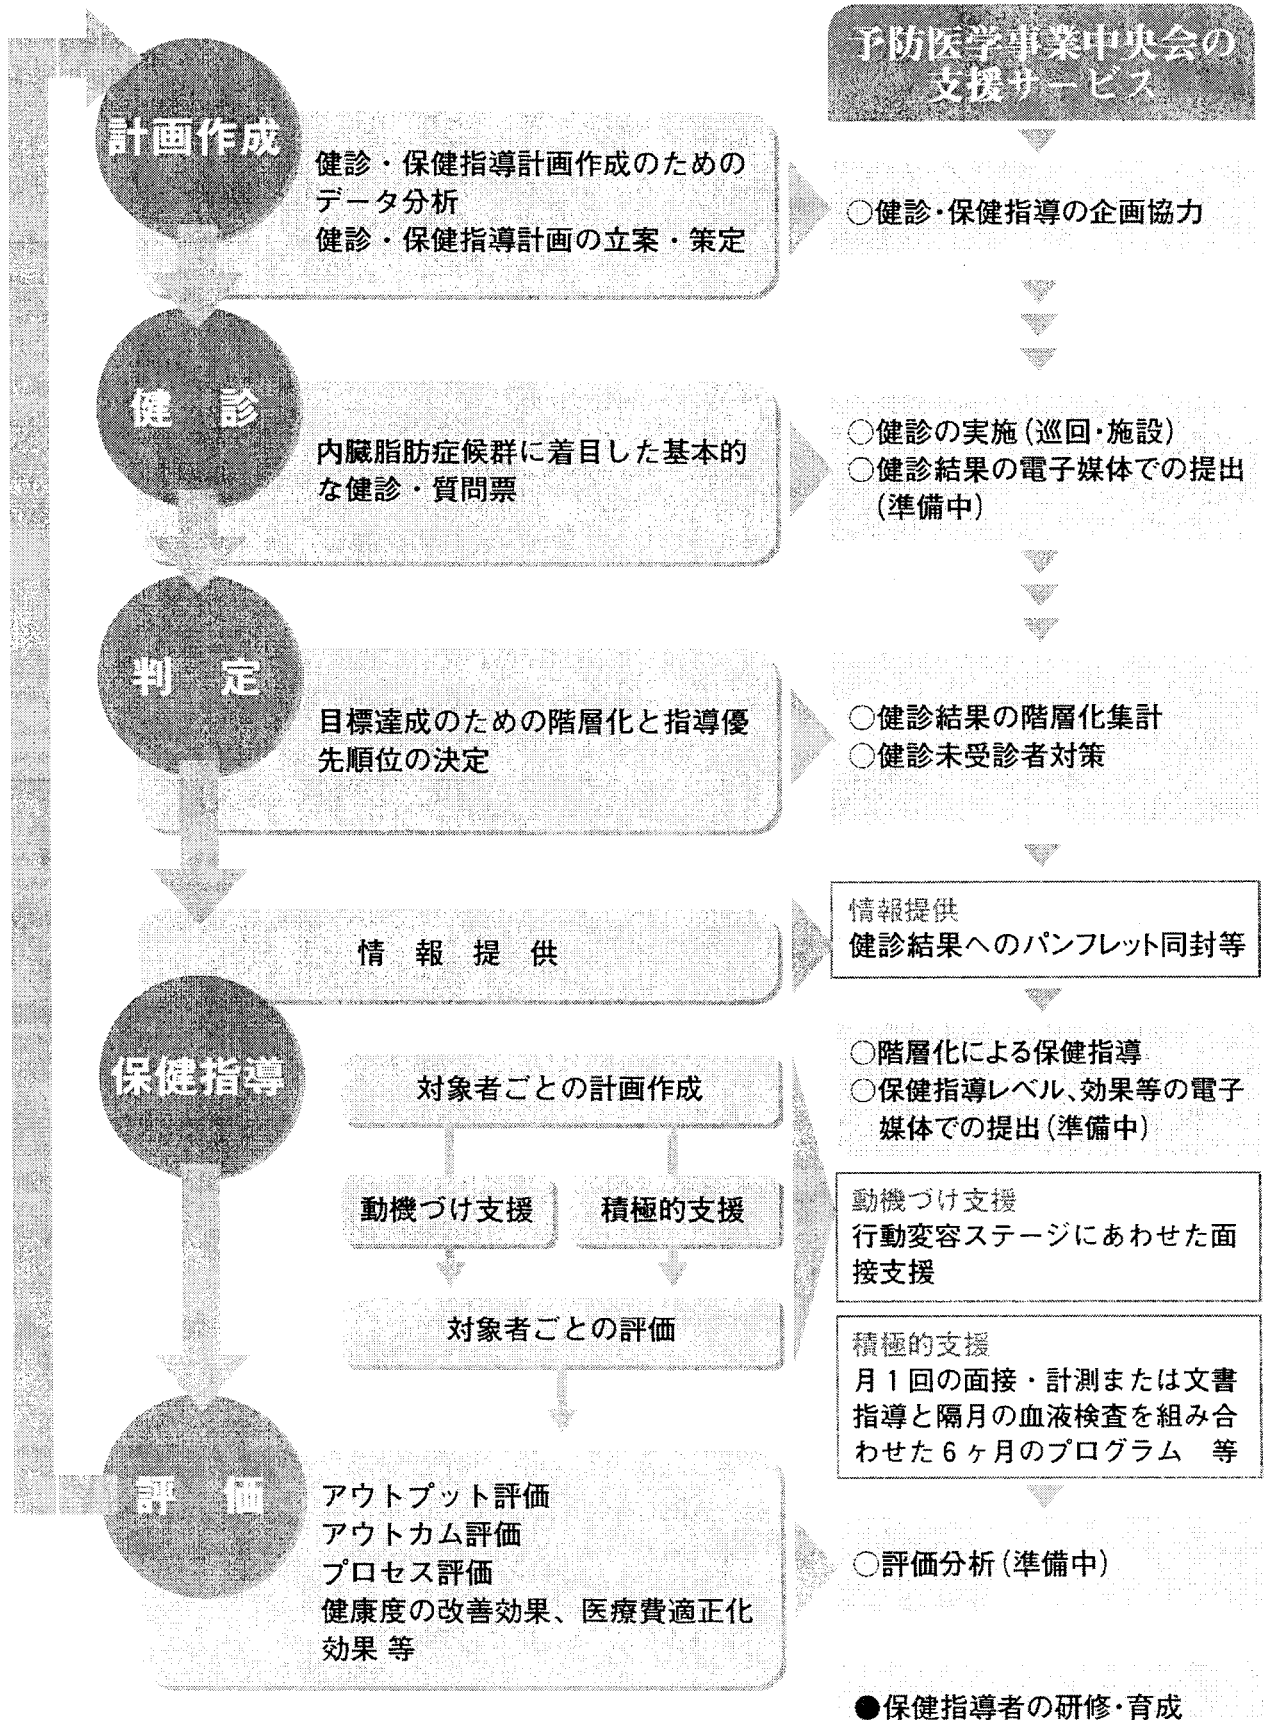 予防医学事業中央会の
支援サービス
計画作成
健診・保健指導計画作成のための
データ分析
健診・保健指導計画の立案・策定
○健診・保健指導の企画協力
健 診
内臓脂肪症候群に着目した基本的
な健診・質問票
○健診の実施（巡回・施設）
○健診結果の電子媒体での提出
（準備中）
判 定
目標達成のための階層化と指導優
先順位の決定
○健診結果の階層化集計
○健診未受診者対策
情 報 提 供
情報提供
健診結果へのパンフレット同封等
保健指導
対象者ごとの計画作成
動機づけ支援
積極的支援
対象者ごとの評価
○階層化による保健指導
○保健指導レベル、効果等の電子
媒体での提出（準備中）
動機づけ支援
行動変容ステージにあわせた面
接支援
積極的支援
月1回の面接・計測または文書
指導と隔月の血液検査を組み合
わせた6ヶ月のプログラム 等
評 価
アウトプット評価
アウトカム評価
プロセス評価
健康度の改善効果、医療費適正化
効果 等
○評価分析（準備中）
●保健指導者の研修・育成